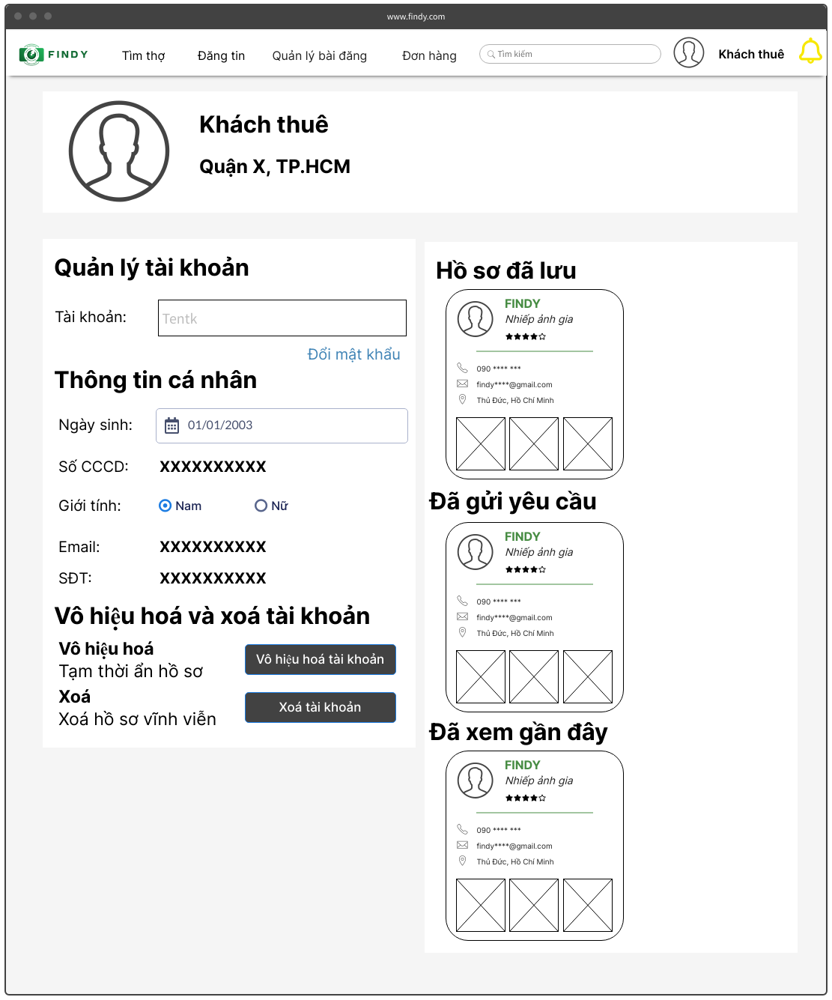 www.findy.com
FINDY
Tìm thợ
Đăng tin
Quản lý bài đăng
Đơn hàng
Tìm kiếm
Khách thuê
Khách thuê
Quận X, TP.HCM
Quản lý tài khoản
Tài khoản:
Tentk
Đổi mật khẩu
Thông tin cá nhân
Ngày sinh:
01/01/2003
Số CCCD:
XXXXXXXXXX
Giới tính:
Nam
Nữ
Email:
XXXXXXXXXX
SĐT:
XXXXXXXXXX
Vô hiệu hoá và xoá tài khoản
Vô hiệu hoá
Tạm thời ẩn hồ sơ
Vô hiệu hoá tài khoản
Xoá
Xoá hồ sơ vĩnh viễn
Xoá tài khoản
Hồ sơ đã lưu
FINDY
Nhiếp ảnh gia
090 **** ***
findy****@gmail.com
Thủ Đức, Hồ Chí Minh
Đã gửi yêu cầu
FINDY
Nhiếp ảnh gia
090 **** ***
findy****@gmail.com
Thủ Đức, Hồ Chí Minh
Đã xem gần đây
FINDY
Nhiếp ảnh gia
090 **** ***
findy****@gmail.com
Thủ Đức, Hồ Chí Minh